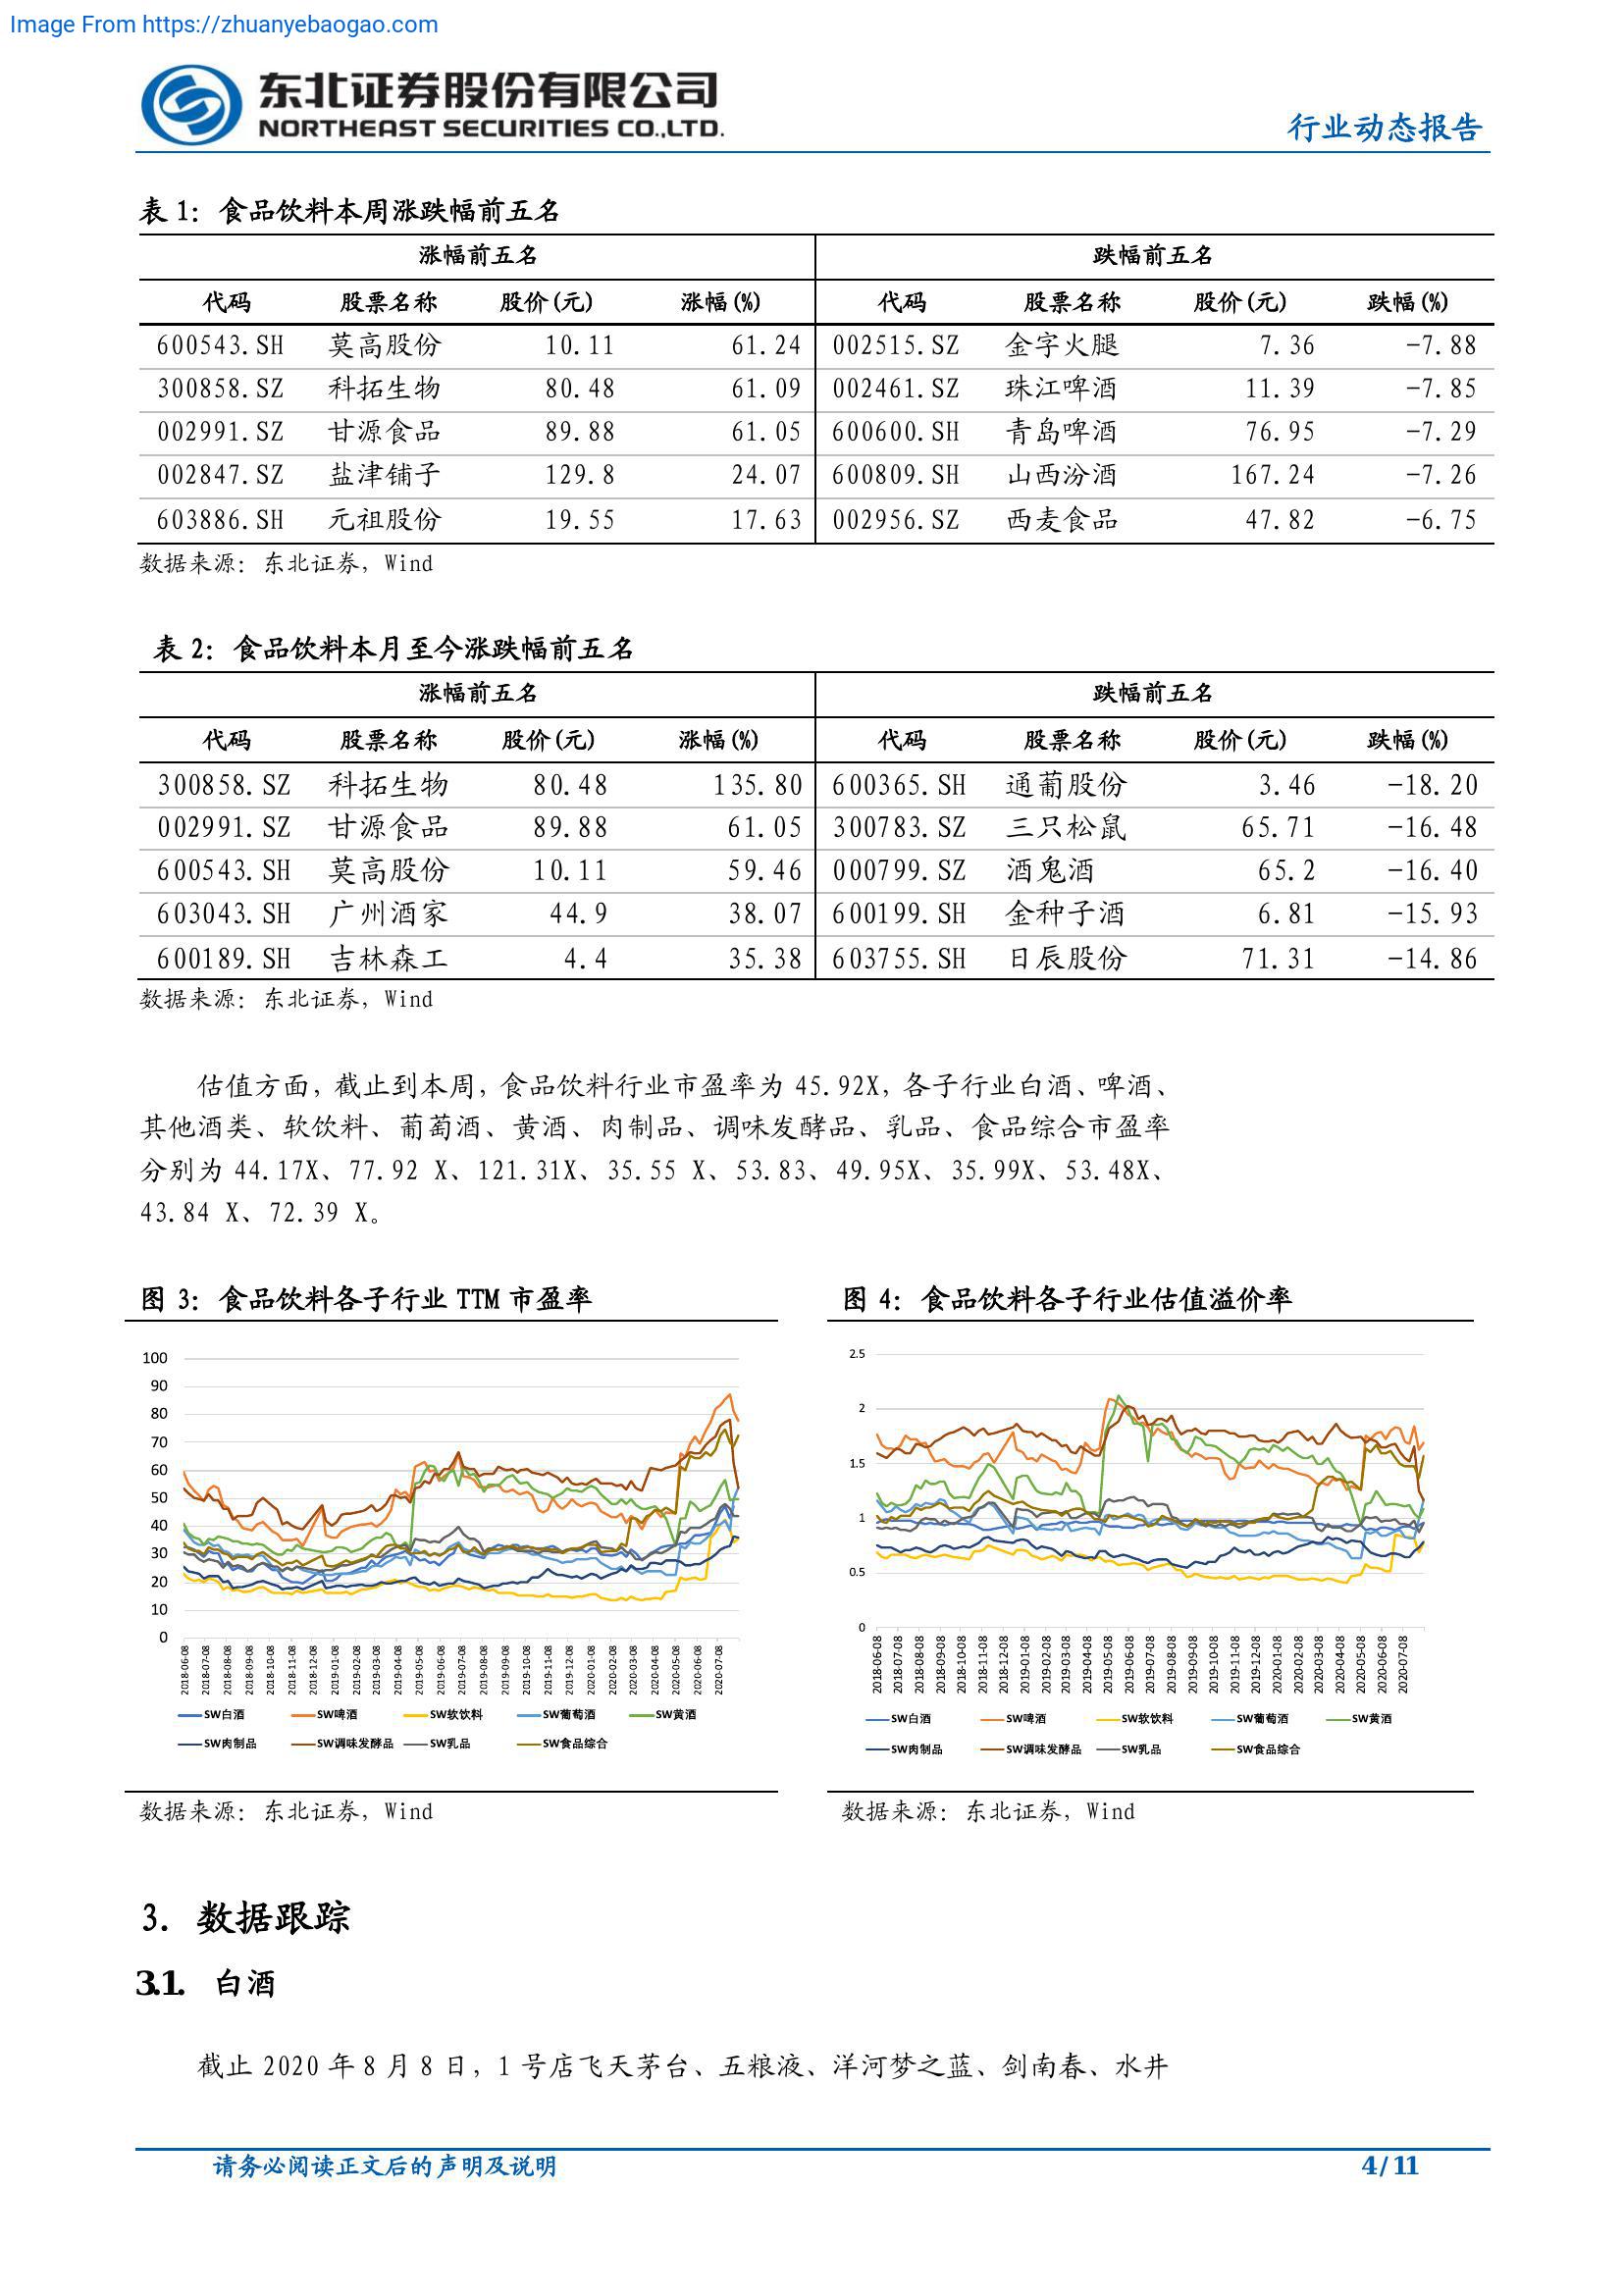 Image From https://zhuanyebaogao.com
东北证券股份有限公司
NORTHEAST SECURITIES CO.,LTD.
行业动态报告
表 1：食品饮料本周涨跌幅前五名
涨幅前五名 跌幅前五名
代码 股票名称 股价(元) 涨幅(%) 代码 股票名称 股价(元) 跌幅(%)
600543.SH 莫高股份 10.11 61.24 002515.SZ 金字火腿 7.36 -7.88
300858.SZ 科拓生物 80.48 61.09 002461.SZ 珠江啤酒 11.39 -7.85
002991.SZ 甘源食品 89.88 61.05 600600.SH 青岛啤酒 76.95 -7.29
002847.SZ 盐津铺子 129.8 24.07 600809.SH 山西汾酒 167.24 -7.26
603886.SH 元祖股份 19.55 17.63 002956.SZ 西麦食品 47.82 -6.75
数据来源：东北证券，Wind
表 2：食品饮料本月至今涨跌幅前五名
涨幅前五名 跌幅前五名
代码 股票名称 股价(元) 涨幅(%) 代码 股票名称 股价(元) 跌幅(%)
300858.SZ 科拓生物 80.48 135.80 600365.SH 通葡股份 3.46 -18.20
002991.SZ 甘源食品 89.88 61.05 300783.SZ 三只松鼠 65.71 -16.48
600543.SH 莫高股份 10.11 59.46 000799.SZ 酒鬼酒 65.2 -16.40
603043.SH 广州酒家 44.9 38.07 600199.SH 金种子酒 6.81 -15.93
600189.SH 吉林森工 4.4 35.38 603755.SH 日辰股份 71.31 -14.86
数据来源：东北证券，Wind
估值方面，截止到本周，食品饮料行业市盈率为 45.92X，各子行业白酒、啤酒、
其他酒类、软饮料、葡萄酒、黄酒、肉制品、调味发酵品、乳品、食品综合市盈率
分别为 44.17X、77.92 X、121.31X、35.55 X、53.83、49.95X、35.99X、53.48X、
43.84 X、72.39 X。
图 3：食品饮料各子行业 TTM 市盈率
100
90
80
70
60
50
40
30
20
10
0
2018-06-08 2018-07-08 2018-08-08 2018-09-08 2018-10-08 2018-11-08 2018-12-08 2019-01-08 2019-02-08 2019-03-08 2019-04-08 2019-05-08 2019-06-08 2019-07-08 2019-08-08 2019-09-08 2019-10-08 2019-11-08 2019-12-08 2020-01-08 2020-02-08 2020-03-08 2020-04-08 2020-05-08 2020-06-08 2020-07-08
SW白酒 SW啤酒 SW软饮料 SW葡萄酒 SW黄酒
SW肉制品 SW调味发酵品 SW乳品 SW食品综合
数据来源：东北证券，Wind
图 4：食品饮料各子行业估值溢价率
2.5
2
1.5
1
0.5
0
2018-06-08 2018-07-08 2018-08-08 2018-09-08 2018-10-08 2018-11-08 2018-12-08 2019-01-08 2019-02-08 2019-03-08 2019-04-08 2019-05-08 2019-06-08 2019-07-08 2019-08-08 2019-09-08 2019-10-08 2019-11-08 2019-12-08 2020-01-08 2020-02-08 2020-03-08 2020-04-08 2020-05-08 2020-06-08 2020-07-08
SW白酒 SW啤酒 SW软饮料 SW葡萄酒 SW黄酒
SW肉制品 SW调味发酵品 SW乳品 SW食品综合
数据来源：东北证券，Wind
3. 数据跟踪
3.1. 白酒
截止 2020 年 8 月 8 日，1 号店飞天茅台、五粮液、洋河梦之蓝、剑南春、水井
请务必阅读正文后的声明及说明
4/11